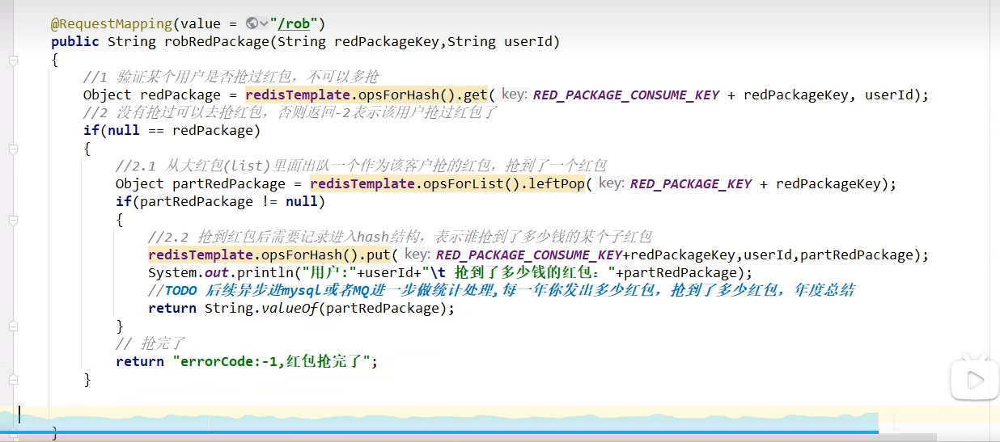 @RequestMapping(value = "/rob")
public String robRedPackage(String redPackageKey,String userId)
{
//1 验证某个用户是否抢过红包，不可以多抢
Object redPackage = redisTemplate.opsForHash().get( key: RED_PACKAGE_CONSUME_KEY + redPackageKey, userId);
//2 没有抢过可以去抢红包，否则返回-2表示该用户抢过红包了
if(null == redPackage)
{
//2.1 从大红包(list)里面出队一个作为该客户抢的红包，抢到了一个红包
Object partRedPackage = redisTemplate.opsForList().leftPop( key: RED_PACKAGE_KEY + redPackageKey);
if(partRedPackage != null)
{
//2.2 抢到红包后需要记录进入hash结构，表示谁抢到了多少钱的某个子红包
redisTemplate.opsForHash().put( key: RED_PACKAGE_CONSUME_KEY+redPackageKey,userId,partRedPackage);
System.out.println("用户:"+userId+"\t 抢到了多少钱的红包："+partRedPackage);
//TODO 后续异步进mysql或者MQ进一步做统计处理,每一年你发出多少红包，抢到了多少红包，年度总结
return String.valueOf(partRedPackage);
}
// 抢完了
return "errorCode:-1,红包抢完了";
}
}